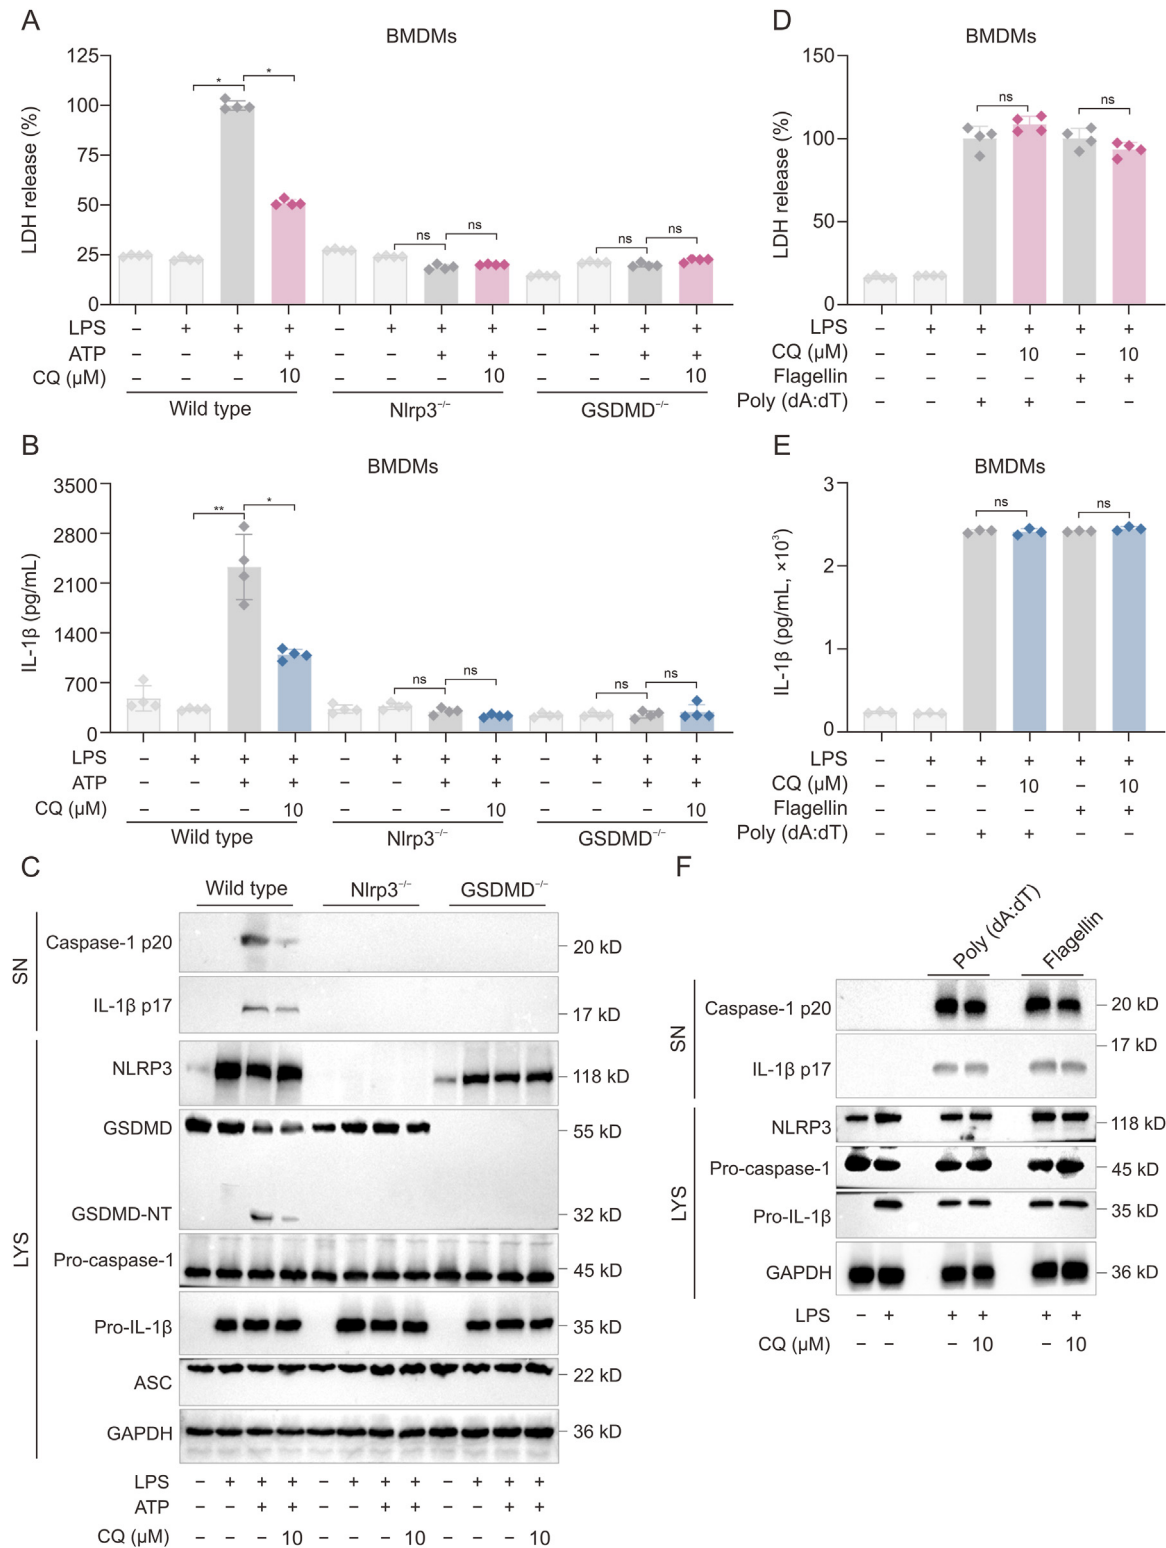 A
BMDMs
LDH release (%)
125
100
75
50
25
0
* *
ns ns
ns ns
LPS − + + + − + + + − + + +
ATP − − + + − − + + − − + +
CQ (μM) − − − 10 − − − 10 − − − 10
Wild type Nlrp3−/− GSDMD−/−
D
BMDMs
LDH release (%)
150
100
50
0
ns ns
LPS − + + + + +
CQ (μM) − − − 10 − 10
Flagellin − − − − + +
Poly (dA:dT) − − + + − −
B
BMDMs
IL-1β (pg/mL)
3500
2800
2100
1400
700
0
** *
ns ns
ns ns
LPS − + + + − + + + − + + +
ATP − − + + − − + + − − + +
CQ (μM) − − − 10 − − − 10 − − − 10
Wild type Nlrp3−/− GSDMD−/−
E
BMDMs
IL-1β (pg/mL, ×10³)
3
2
1
0
ns ns
LPS − + + + + +
CQ (μM) − − − 10 − 10
Flagellin − − − − + +
Poly (dA:dT) − − + + − −
C
Wild type Nlrp3−/− GSDMD−/−
SN
Caspase-1 p20 20 kD
IL-1β p17 17 kD
LYS
NLRP3 118 kD
GSDMD 55 kD
GSDMD-NT 32 kD
Pro-caspase-1 45 kD
Pro-IL-1β 35 kD
ASC 22 kD
GAPDH 36 kD
LPS − + + + − + + + − + + +
ATP − − + + − − + + − − + +
CQ (μM) − − − 10 − − − 10 − − − 10
F
Poly (dA:dT) Flagellin
SN
Caspase-1 p20 20 kD
17 kD
IL-1β p17
LYS
NLRP3 118 kD
Pro-caspase-1 45 kD
Pro-IL-1β 35 kD
GAPDH 36 kD
LPS − + + + + +
CQ (μM) − − − 10 − 10